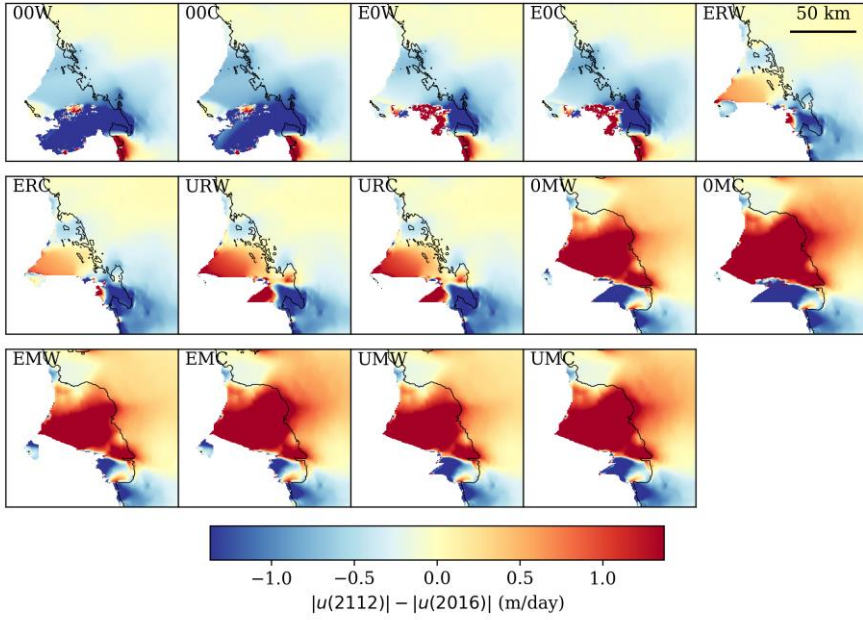 00W 00C E0W E0C ERW 50 km
ERC URW URC 0MW 0MC
EMW EMC UMW UMC
−1.0 −0.5 0.0 0.5 1.0
|u(2112)| − |u(2016)| (m/day)